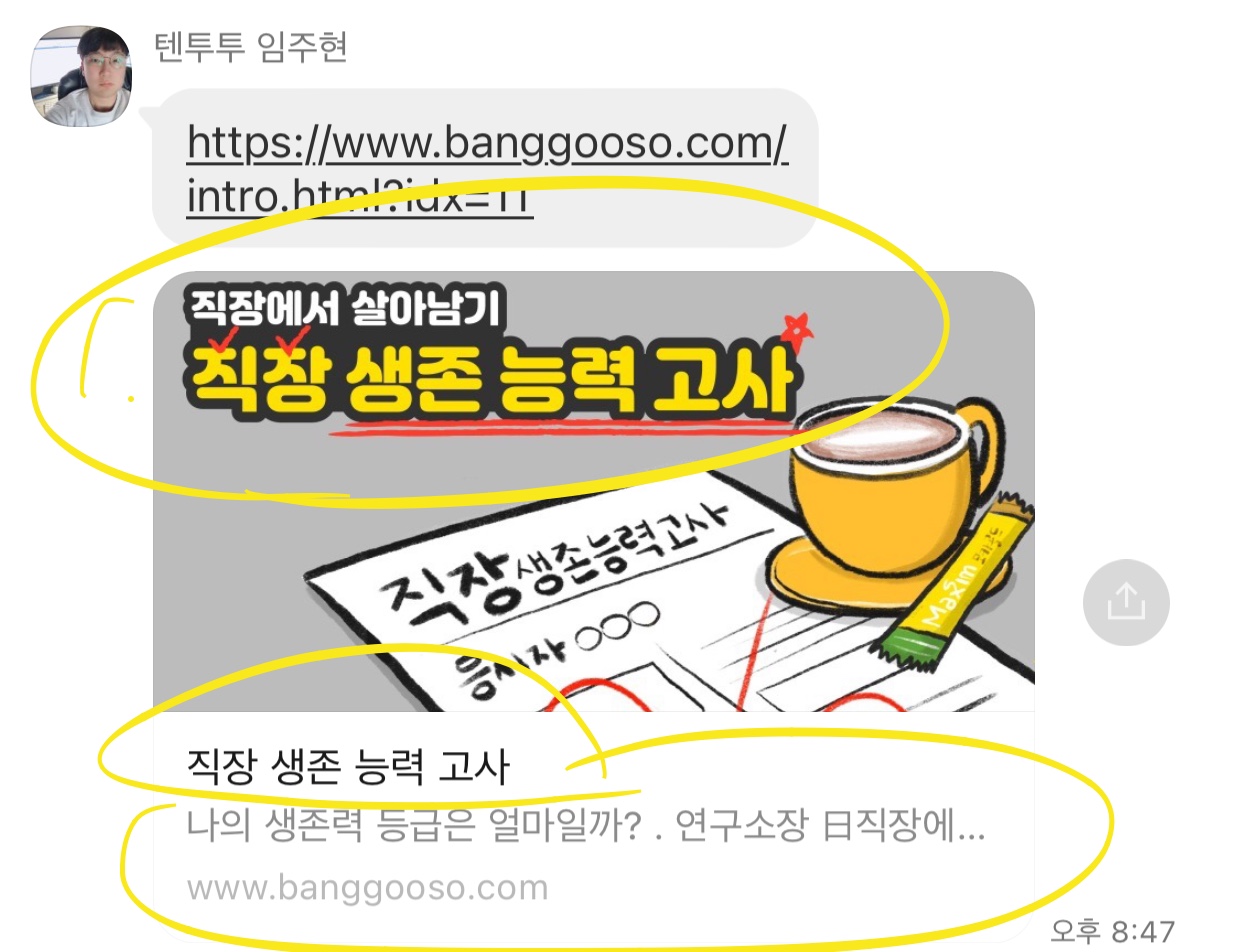 텐투투 임주현
https://www.banggooso.com/
intro.html?idx=11
직장에서 살아남기
직장 생존 능력 고사
직장생존능력고사
응시자 ○○○
Maxim
직장 생존 능력 고사
나의 생존력 등급은 얼마일까? . 연구소장 日직장에...
www.banggooso.com
오후 8:47